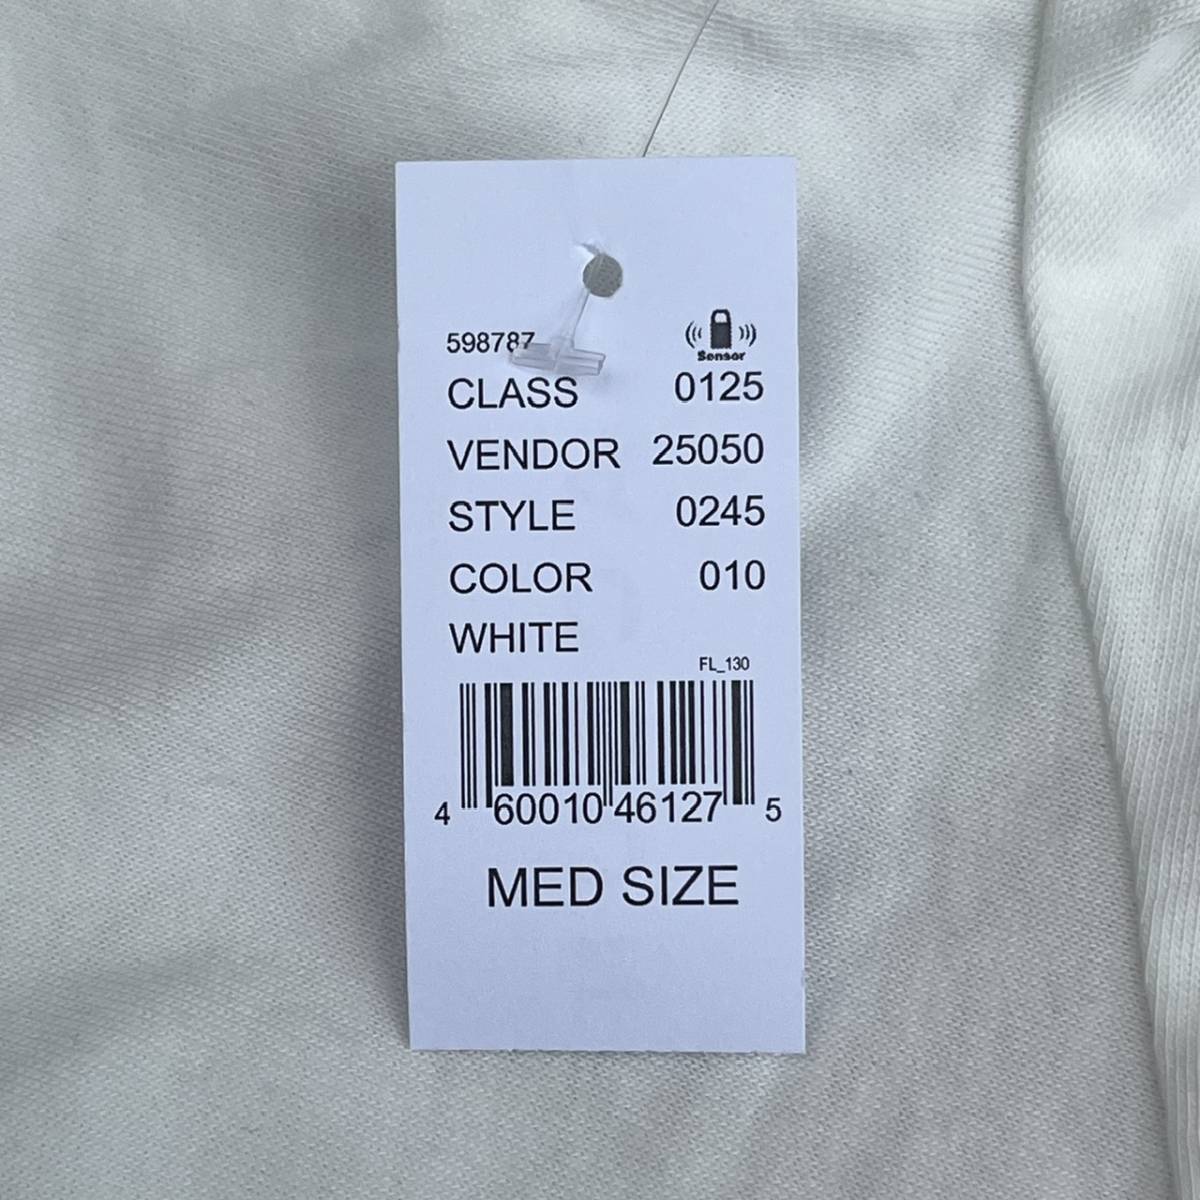 598787
Sensor
CLASS 0125
VENDOR 25050
STYLE 0245
COLOR 010
WHITE
FL_130
4 60010 46127 5
MED SIZE